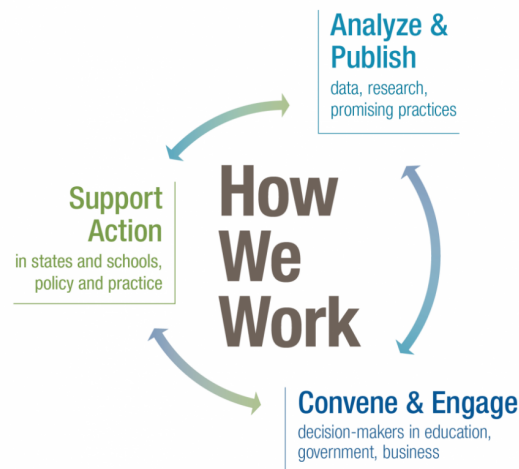 Analyze &
Publish
data, research,
promising practices
How
We
Work
Support
Action
in states and schools,
policy and practice
Convene & Engage
decision-makers in education,
government, business